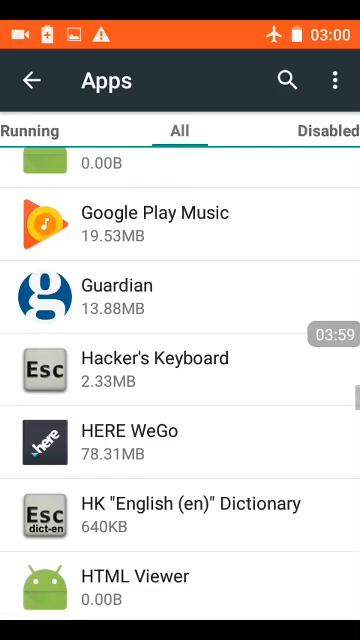 03:00
Apps
Running
All
Disabled
0.00B
Google Play Music
19.53MB
g
Guardian
13.88MB
03:59
Esc
Hacker's Keyboard
2.33MB
here
HERE WeGo
78.31MB
Esc
dict-en
HK "English (en)" Dictionary
640KB
HTML Viewer
0.00B